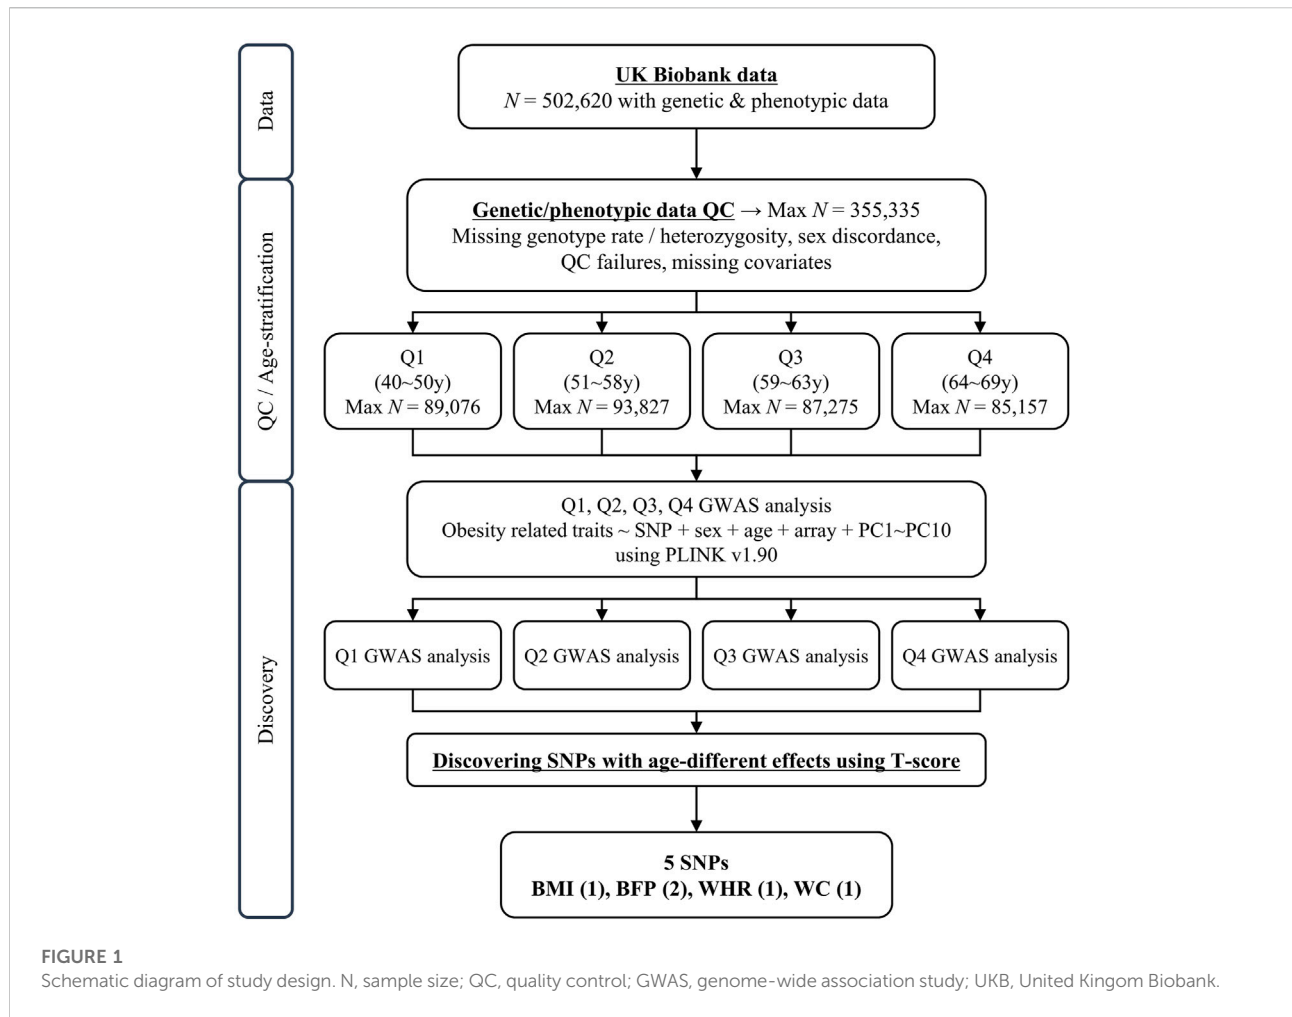 Data
UK Biobank data
N = 502,620 with genetic & phenotypic data
QC / Age-stratification
Genetic/phenotypic data QC → Max N = 355,335
Missing genotype rate / heterozygosity, sex discordance,
QC failures, missing covariates
Q1
(40~50y)
Max N = 89,076
Q2
(51~58y)
Max N = 93,827
Q3
(59~63y)
Max N = 87,275
Q4
(64~69y)
Max N = 85,157
Discovery
Q1, Q2, Q3, Q4 GWAS analysis
Obesity related traits ~ SNP + sex + age + array + PC1~PC10
using PLINK v1.90
Q1 GWAS analysis
Q2 GWAS analysis
Q3 GWAS analysis
Q4 GWAS analysis
Discovering SNPs with age-different effects using T-score
5 SNPs
BMI (1), BFP (2), WHR (1), WC (1)
FIGURE 1
Schematic diagram of study design. N, sample size; QC, quality control; GWAS, genome-wide association study; UKB, United Kingom Biobank.